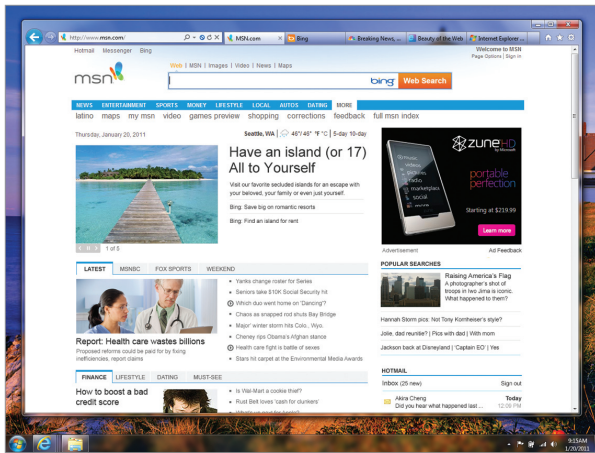 http://www.msn.com/
MSN.com
Bing
Breaking News, ...
Beauty of the Web
Internet Explorer ...
Hotmail Messenger Bing
Welcome to MSN
Page Options | Sign in
msn
Web | MSN | Images | Video | News | Maps
bing
Web Search
NEWS ENTERTAINMENT SPORTS MONEY LIFESTYLE LOCAL AUTOS DATING MORE
latino maps my msn video games preview shopping corrections feedback full msn index
Thursday, January 20, 2011
Seattle, WA | 46°/ 46° °F °C | 5-day 10-day
Have an island (or 17)
All to Yourself
Visit our favorite secluded islands for an escape with
your beloved, your family or even just yourself.
Bing: Save big on romantic resorts
Bing: Find an island for rent
1 of 5
zune HD
by Microsoft
music
videos
pictures
radio
marketplace
social
portable
perfection
Starting at $219.99
Learn more
Advertisement
Ad Feedback
LATEST MSNBC FOX SPORTS WEEKEND
Report: Health care wastes billions
Proposed reforms could be paid for by fixing
inefficiencies, report claims
Yanks change roster for Series
Seniors take $10K Social Security hit
Which duo went home on 'Dancing'?
Chaos as snapped rod shuts Bay Bridge
Major winter storm hits Colo., Wyo.
Cheney rips Obama's Afghan stance
Health care fight is battle of sexes
Stars hit carpet at the Environmental Media Awards
POPULAR SEARCHES
Raising America's Flag
A photographer's shot of
troops in Iwo Jima is iconic.
What happened to them?
Hannah Storm pics: Not Tony Kornheiser's style?
Jolie, dad reunite? | Pics with dad | With mom
Jackson back at Disneyland | 'Captain EO' | Yes
FINANCE LIFESTYLE DATING MUST-SEE
How to boost a bad
credit score
Is Wal-Mart a cookie thief?
Rust Belt loves 'cash for clunkers'
HOTMAIL
Inbox (25 new)
Sign out
Akira Cheng
Today
Did you hear what happened last ...
12:09 PM
9:15AM
1/20/2011